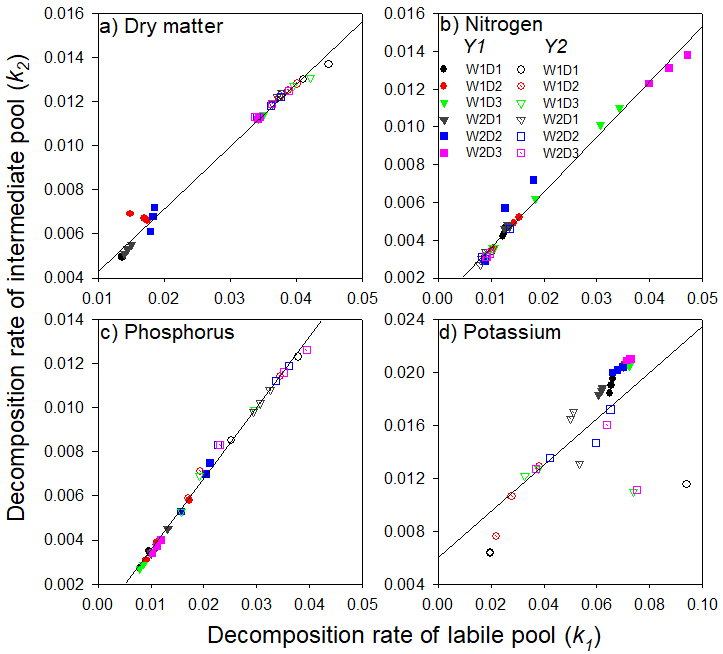 a) Dry matter
0.016
0.014
0.012
0.010
0.008
0.006
0.004
0.01 0.02 0.03 0.04 0.05
b) Nitrogen
Y1 Y2
W1D1 W1D1
W1D2 W1D2
W1D3 W1D3
W2D1 W2D1
W2D2 W2D2
W2D3 W2D3
0.016
0.014
0.012
0.010
0.008
0.006
0.004
0.002
0.00 0.01 0.02 0.03 0.04 0.05
c) Phosphorus
0.014
0.012
0.010
0.008
0.006
0.004
0.002
0.00 0.01 0.02 0.03 0.04 0.05
d) Potassium
0.024
0.020
0.016
0.012
0.008
0.004
0.00 0.02 0.04 0.06 0.08 0.10
Decomposition rate of intermediate pool (k2)
Decomposition rate of labile pool (k1)